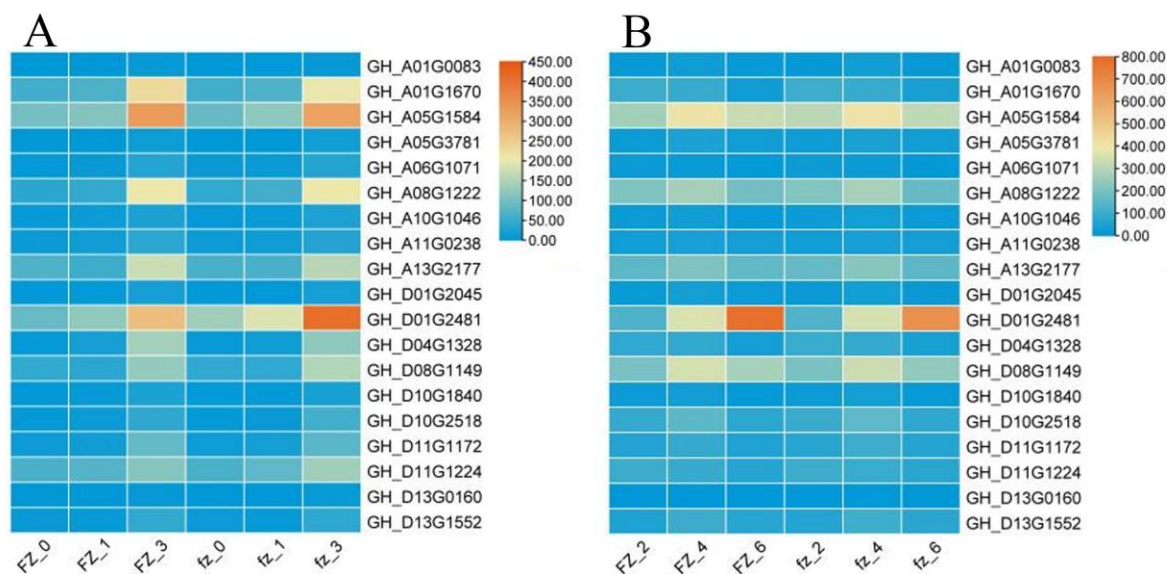 A
GH_A01G0083
GH_A01G1670
GH_A05G1584
GH_A05G3781
GH_A06G1071
GH_A08G1222
GH_A10G1046
GH_A11G0238
GH_A13G2177
GH_D01G2045
GH_D01G2481
GH_D04G1328
GH_D08G1149
GH_D10G1840
GH_D10G2518
GH_D11G1172
GH_D11G1224
GH_D13G0160
GH_D13G1552
450.00
400.00
350.00
300.00
250.00
200.00
150.00
100.00
50.00
0.00
FZ_0
FZ_1
FZ_3
fz_0
fz_1
fz_3
B
GH_A01G0083
GH_A01G1670
GH_A05G1584
GH_A05G3781
GH_A06G1071
GH_A08G1222
GH_A10G1046
GH_A11G0238
GH_A13G2177
GH_D01G2045
GH_D01G2481
GH_D04G1328
GH_D08G1149
GH_D10G1840
GH_D10G2518
GH_D11G1172
GH_D11G1224
GH_D13G0160
GH_D13G1552
800.00
700.00
600.00
500.00
400.00
300.00
200.00
100.00
0.00
FZ_2
FZ_4
FZ_6
fz_2
fz_4
fz_6